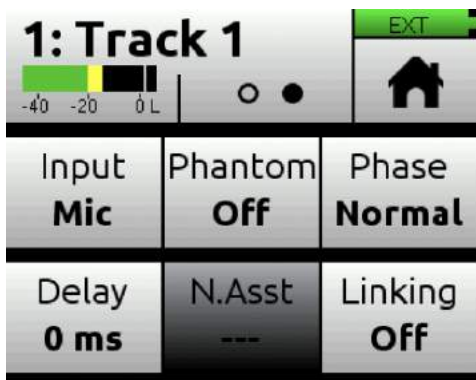 1: Track 1
EXT
-40 -20 0 L
Input Phantom Phase
Mic Off Normal
Delay N.Asst Linking
0 ms --- Off